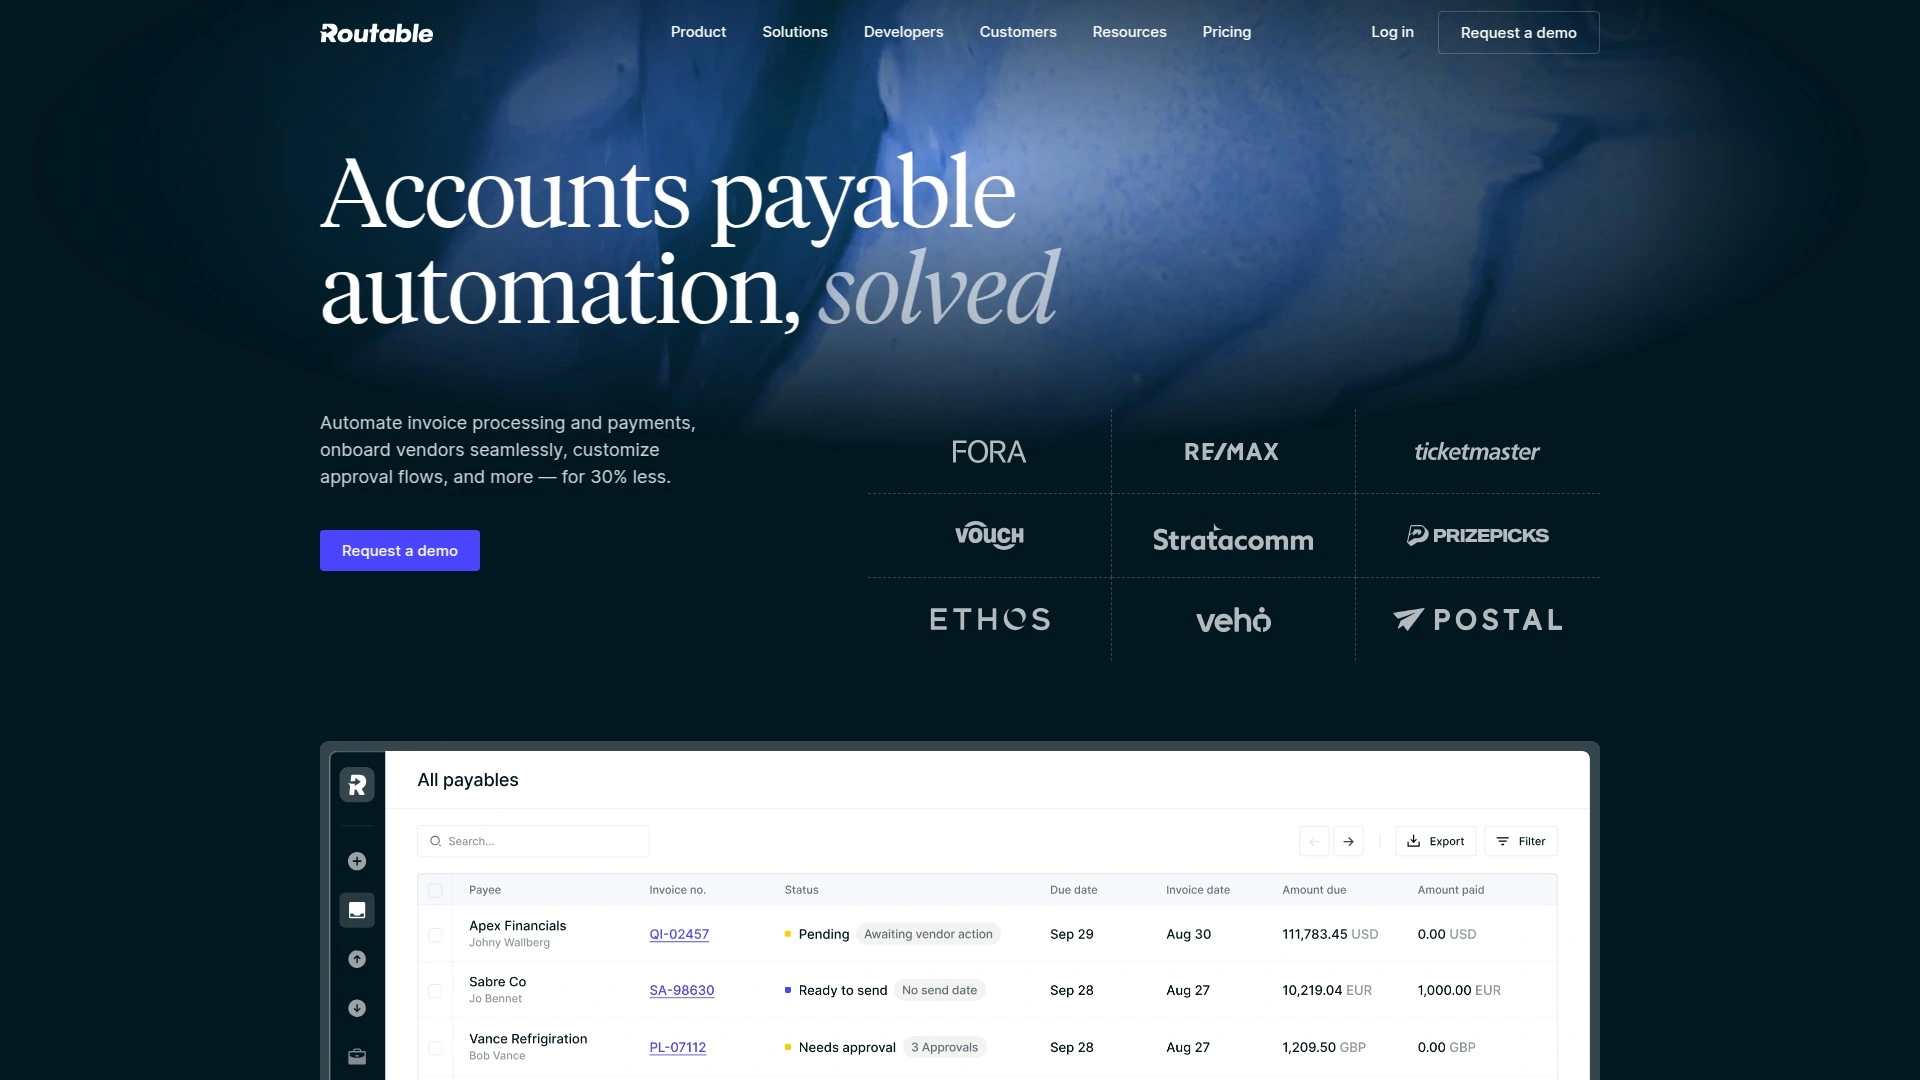 Routable
Product Solutions Developers Customers Resources Pricing
Log in Request a demo
Accounts payable
automation, solved
Automate invoice processing and payments,
onboard vendors seamlessly, customize
approval flows, and more — for 30% less.
Request a demo
FORA RE/MAX ticketmaster
VOUCH Stratacomm PRIZEPICKS
ETHOS veho POSTAL
R
All payables
Search...
Export Filter
Payee Invoice no. Status Due date Invoice date Amount due Amount paid
Apex Financials
Johny Wallberg
QI-02457 Pending Awaiting vendor action Sep 29 Aug 30 111,783.45 USD 0.00 USD
Sabre Co
Jo Bennet
SA-98630 Ready to send No send date Sep 28 Aug 27 10,219.04 EUR 1,000.00 EUR
Vance Refrigiration
Bob Vance
PL-07112 Needs approval 3 Approvals Sep 28 Aug 27 1,209.50 GBP 0.00 GBP